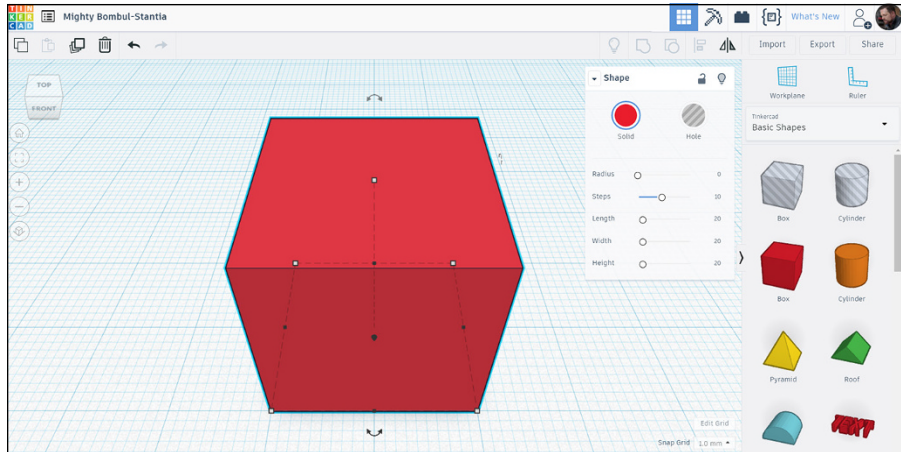 TIN
KER
CAD
Mighty Bombul-Stantia
What's New
Import
Export
Share
TOP
FRONT
Shape
Solid
Hole
Radius 0
Steps 10
Length 20
Width 20
Height 20
Workplane
Ruler
Tinkercad
Basic Shapes
Box
Cylinder
Box
Cylinder
Pyramid
Roof
TEXT
Edit Grid
Snap Grid 1.0 mm